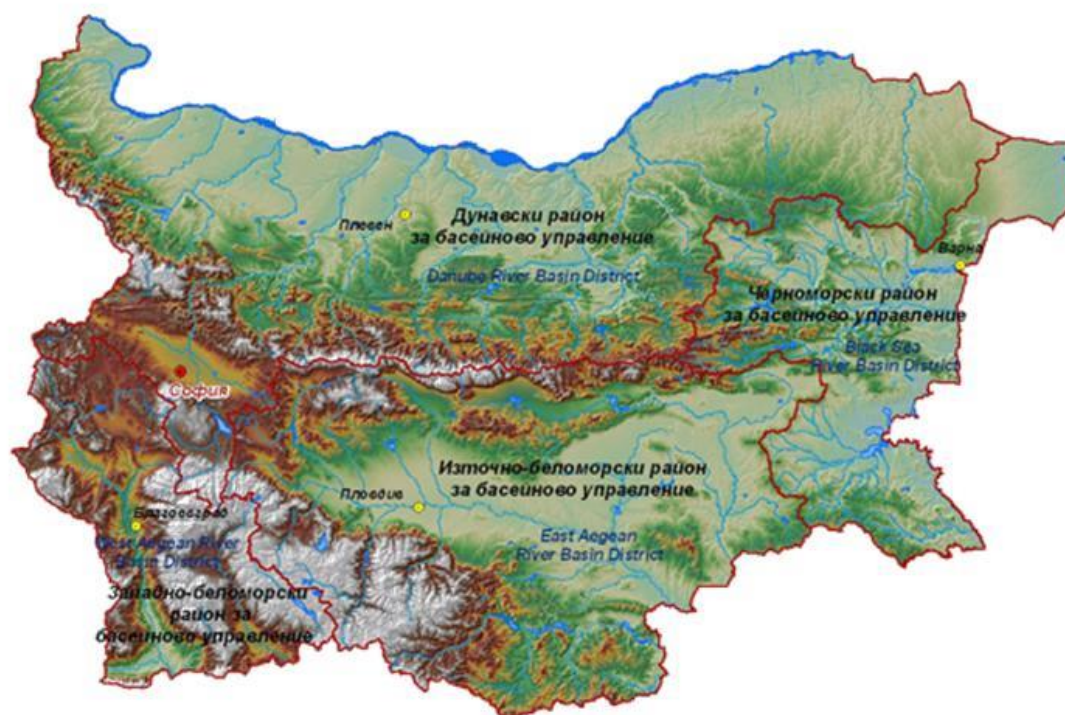 Плевен
Дунавски район
за басейново управление
Danube River Basin District
Варна
Черноморски район
за басейново управление
Black Sea
River Basin District
София
Източно-беломорски район
за басейново управление
Пловдив
East Aegean
River Basin District
Благоевград
West Aegean River
Basin District
Западно-беломорски
район за
басейново управление